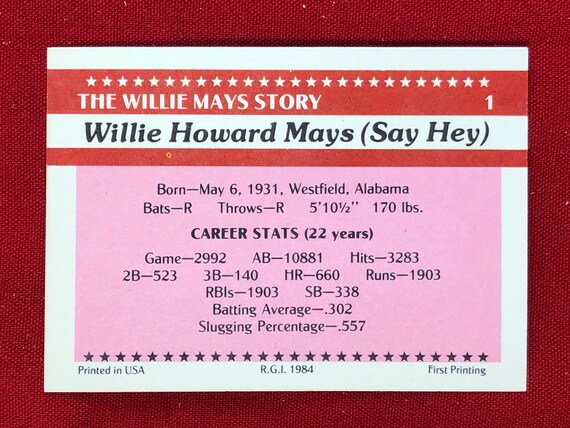 THE WILLIE MAYS STORY 1
Willie Howard Mays (Say Hey)
Born—May 6, 1931, Westfield, Alabama
Bats—R Throws—R 5'10½" 170 lbs.
CAREER STATS (22 years)
Game—2992 AB—10881 Hits—3283
2B—523 3B—140 HR—660 Runs—1903
RBIs—1903 SB—338
Batting Average—.302
Slugging Percentage—.557
Printed in USA R.G.I. 1984 First Printing